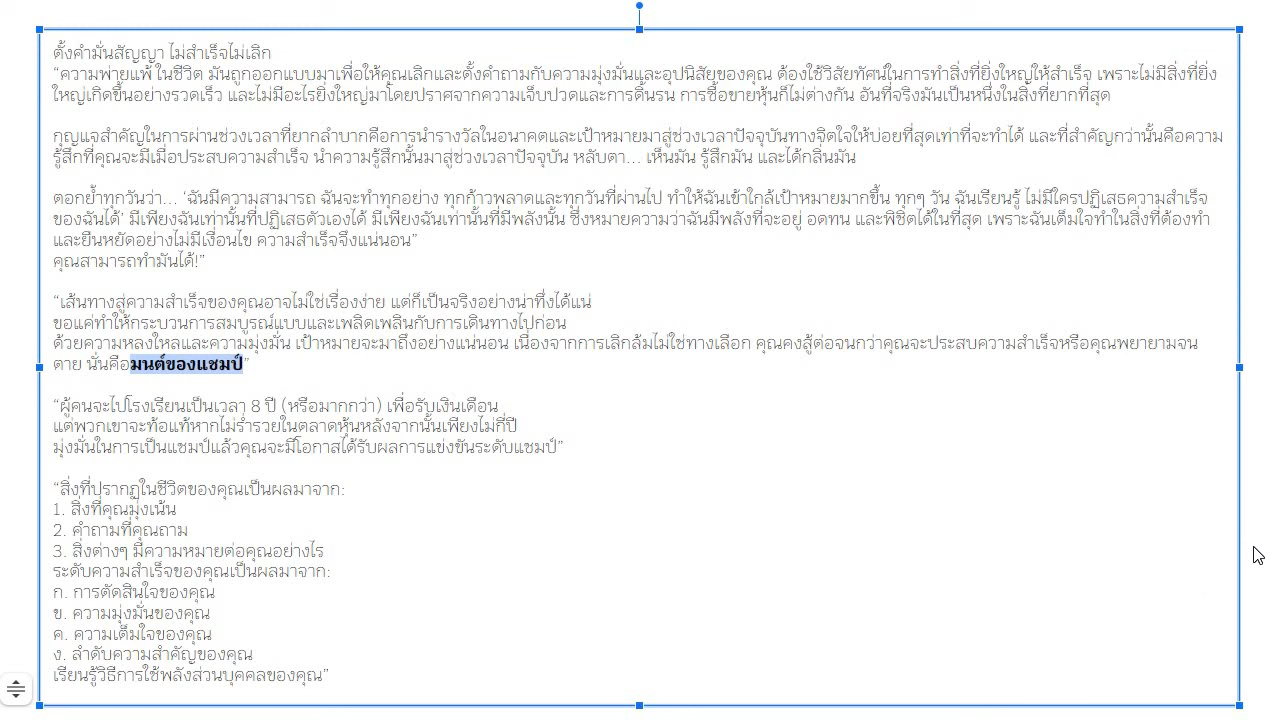 ตั้งคำมั่นสัญญา ไม่สำเร็จไม่เลิก
“ความพ่ายแพ้ในชีวิต มันถูกออกแบบมาเพื่อให้คุณเลิกและตั้งคำถามกับความมุ่งมั่นและอุปนิสัยของคุณ ต้องใช้วิสัยทัศน์ในการทำสิ่งที่ยิ่งใหญ่ให้สำเร็จ เพราะไม่มีสิ่งที่ยิ่ง
ใหญ่เกิดขึ้นอย่างรวดเร็ว และไม่มีอะไรยิ่งใหญ่มาโดยปราศจากความเจ็บปวดและการดิ้นรน การซื้อขายหุ้นก็ไม่ต่างกัน อันที่จริงมันเป็นหนึ่งในสิ่งที่ยากที่สุด
กุญแจสำคัญในการผ่านช่วงเวลาที่ยากลำบากคือการนำรางวัลในอนาคตและเป้าหมายมาสู่ช่วงเวลาปัจจุบันทางจิตใจให้บ่อยที่สุดเท่าที่จะทำได้ และที่สำคัญกว่านั้นคือความ
รู้สึกที่คุณจะมีเมื่อประสบความสำเร็จ นำความรู้สึกนั้นมาสู่ช่วงเวลาปัจจุบัน หลับตา... เห็นมัน รู้สึกมัน และได้กลิ่นมัน
ตอกย้ำทุกวันว่า... ‘ฉันมีความสามารถ ฉันจะทำทุกอย่าง ทุกก้าวพลาดและทุกวันที่ผ่านไป ทำให้ฉันเข้าใกล้เป้าหมายมากขึ้น ทุกๆ วัน ฉันเรียนรู้ ไม่มีใครปฏิเสธความสำเร็จ
ของฉันได้’ มีเพียงฉันเท่านั้นที่ปฏิเสธตัวเองได้ มีเพียงฉันเท่านั้นที่มีพลังนั้น ซึ่งหมายความว่าฉันมีพลังที่จะอยู่ อดทน และพิชิตได้ในที่สุด เพราะฉันเต็มใจทำในสิ่งที่ต้องทำ
และยืนหยัดอย่างไม่มีเงื่อนไข ความสำเร็จจึงแน่นอน”
คุณสามารถทำมันได้!”
“เส้นทางสู่ความสำเร็จของคุณอาจไม่ใช่เรื่องง่าย แต่ก็เป็นจริงอย่างน่าทึ่งได้แน่
ขอแค่ทำให้กระบวนการสมบูรณ์แบบและเพลิดเพลินกับการเดินทางไปก่อน
ด้วยความหลงใหลและความมุ่งมั่น เป้าหมายจะมาถึงอย่างแน่นอน เนื่องจากการเลิกล้มไม่ใช่ทางเลือก คุณคงสู้ต่อจนกว่าคุณจะประสบความสำเร็จหรือคุณพยายามจน
ตาย นั่นคือมนต์ของแชมป์”
“ผู้คนจะไปโรงเรียนเป็นเวลา 8 ปี (หรือมากกว่า) เพื่อรับเงินเดือน
แต่พวกเขาจะท้อแท้หากไม่ร่ำรวยในตลาดหุ้นหลังจากนั้นเพียงไม่กี่ปี
มุ่งมั่นในการเป็นแชมป์แล้วคุณจะมีโอกาสได้รับผลการแข่งขันระดับแชมป์”
“สิ่งที่ปรากฏในชีวิตของคุณเป็นผลมาจาก:
1. สิ่งที่คุณมุ่งเน้น
2. คำถามที่คุณถาม
3. สิ่งต่างๆ มีความหมายต่อคุณอย่างไร
ระดับความสำเร็จของคุณเป็นผลมาจาก:
ก. การตัดสินใจของคุณ
ข. ความมุ่งมั่นของคุณ
ค. ความเต็มใจของคุณ
ง. ลำดับความสำคัญของคุณ
เรียนรู้วิธีการใช้พลังส่วนบุคคลของคุณ”